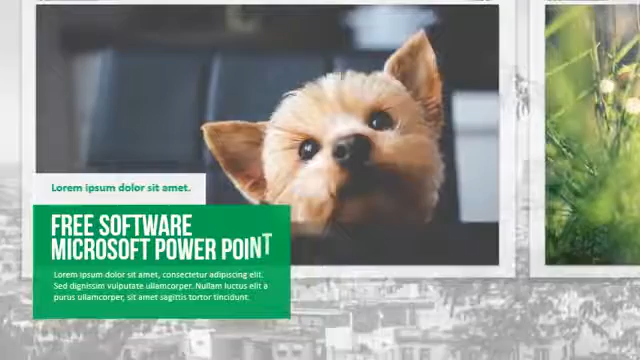 Lorem ipsum dolor sit amet.
FREE SOFTWARE
MICROSOFT POWER POINT
Lorem ipsum dolor sit amet, consectetur adipiscing elit.
Sed dignissim vulputate ullamcorper. Nullam luctus elit a
purus ullamcorper, sit amet sagittis tortor tincidunt.